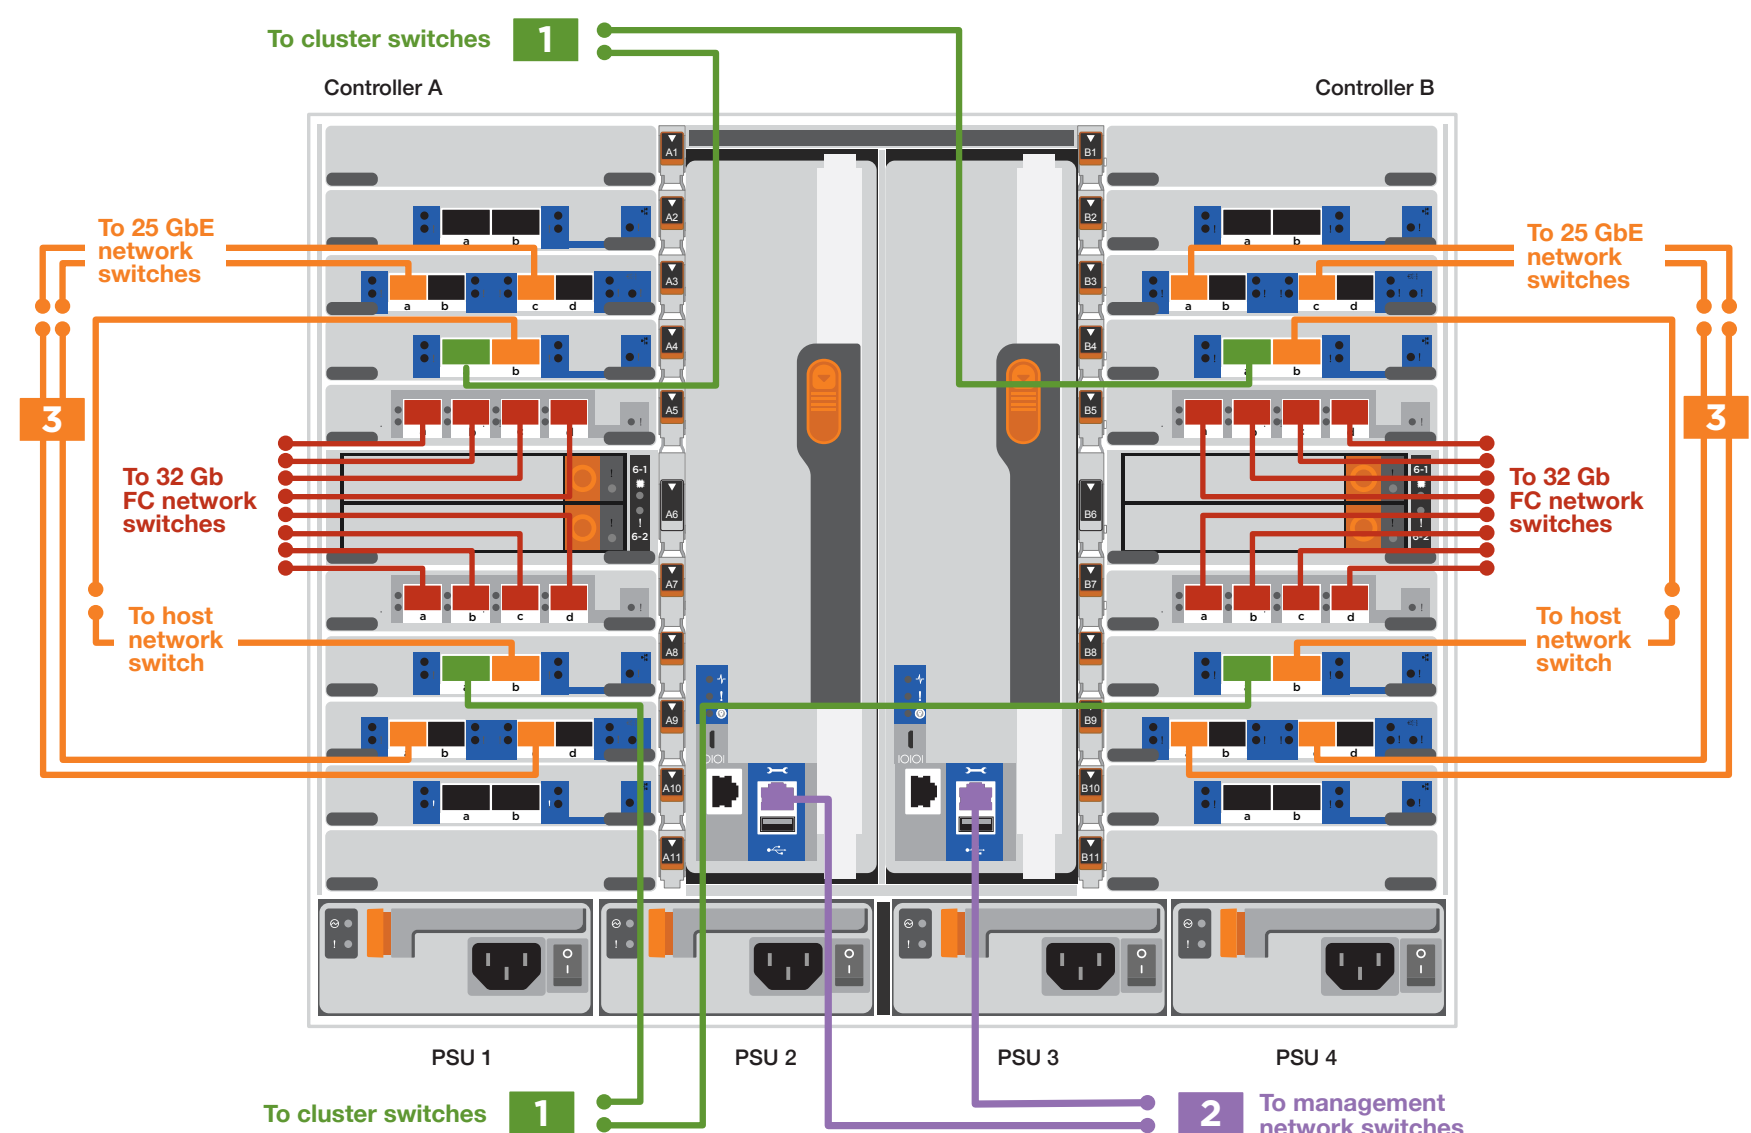 To cluster switches 1
Controller A
Controller B
A1
B1
A2
B2
a b
a b
To 25 GbE
network
switches
To 25 GbE
network
switches
A3
B3
a b c d
a b c d
A4
B4
b
a b
3
3
A5
B5
To 32 Gb
FC network
switches
To 32 Gb
FC network
switches
6-1
6-2
6-1
6-2
A6
B6
A7
B7
a b c d
a b c d
To host
network
switch
To host
network
switch
A8
B8
b
b
A9
B9
b d
b d
IOIOI
IOIOI
A10
B10
a b
a b
A11
B11
PSU 1
PSU 2
PSU 3
PSU 4
To cluster switches 1
2 To management
network switches